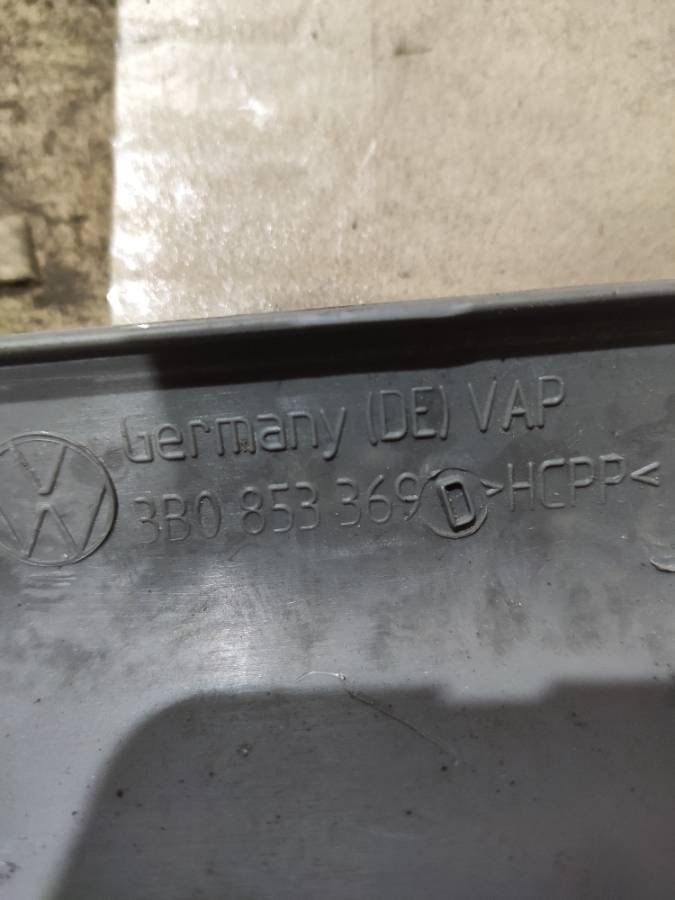 Germany (DE) VAP
3B0 853 369 D >HCPP<